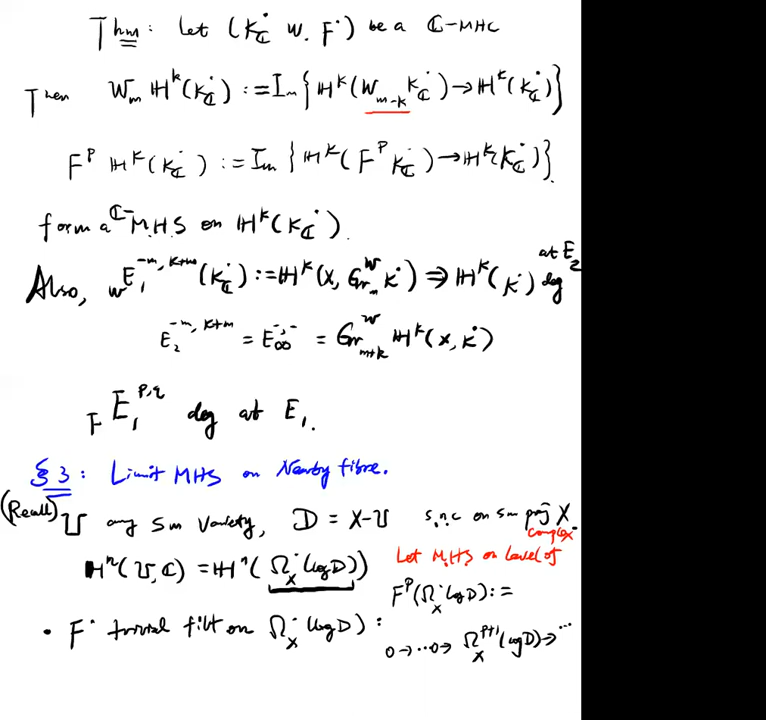 Thm: Let (K_ℂ^• W. F^•) be a ℂ-MHC
Then W_m ℍ^k(K_ℂ^•) := Im{ℍ^k(W_{m-k} K_ℂ^•) → ℍ^k(K_ℂ^•)}
F^p ℍ^k(K_ℂ^•) := Im{ℍ^k(F^p K_ℂ^•) → ℍ^k(K_ℂ^•)}.
form a ℂ-M.H.S on ℍ^k(K_ℂ^•).
Also, _W E_1^{-m, k+m}(K_ℂ^•) := ℍ^k(X, Gr_m^W K^•) ⇒ ℍ^k(K^•) deg at E_2
E_2^{-m, k+m} = E_∞^{-,-} = Gr_{m+k}^W ℍ^k(X, K^•)
_F E_1^{p,q} deg at E_1.
§3: Limit MHS on Nearby fibre.
(Recall) U any sm variety, D = X-U s.n.c on sm proj X
complex.
ℍ^n(U, ℂ) = ℍ^n(Ω_X^•(log D)) Let M.H.S on level of
F^p(Ω_X^•(log D)) :=
• F^• trivial filt on Ω_X^•(log D): 0 → ⋯ 0 → Ω_X^{p+1}(log D) → ⋯